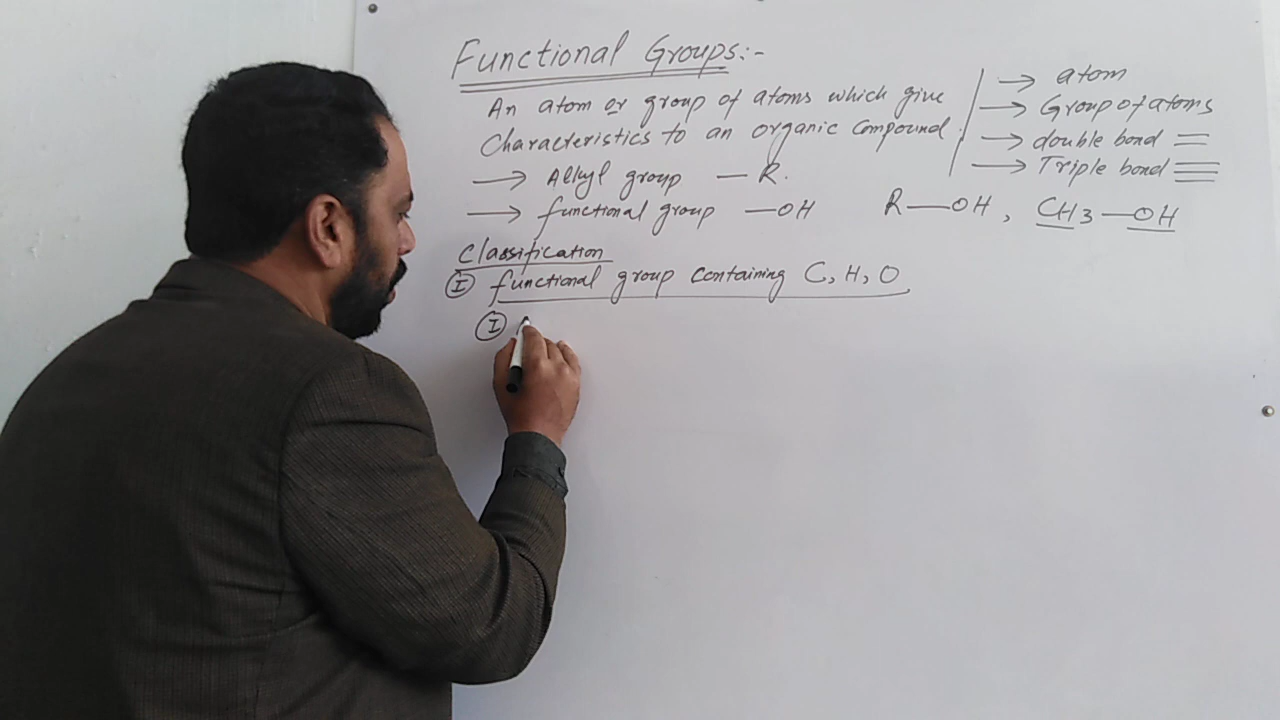 Functional Groups:-
An atom or group of atoms which give
Characteristics to an organic Compound.
→ Alkyl group — R.
→ functional group —OH
→ atom
→ Group of atoms
→ double bond =
→ Triple bond ≡
R—OH, CH3—OH
Classification
I functional group containing C, H, O
I